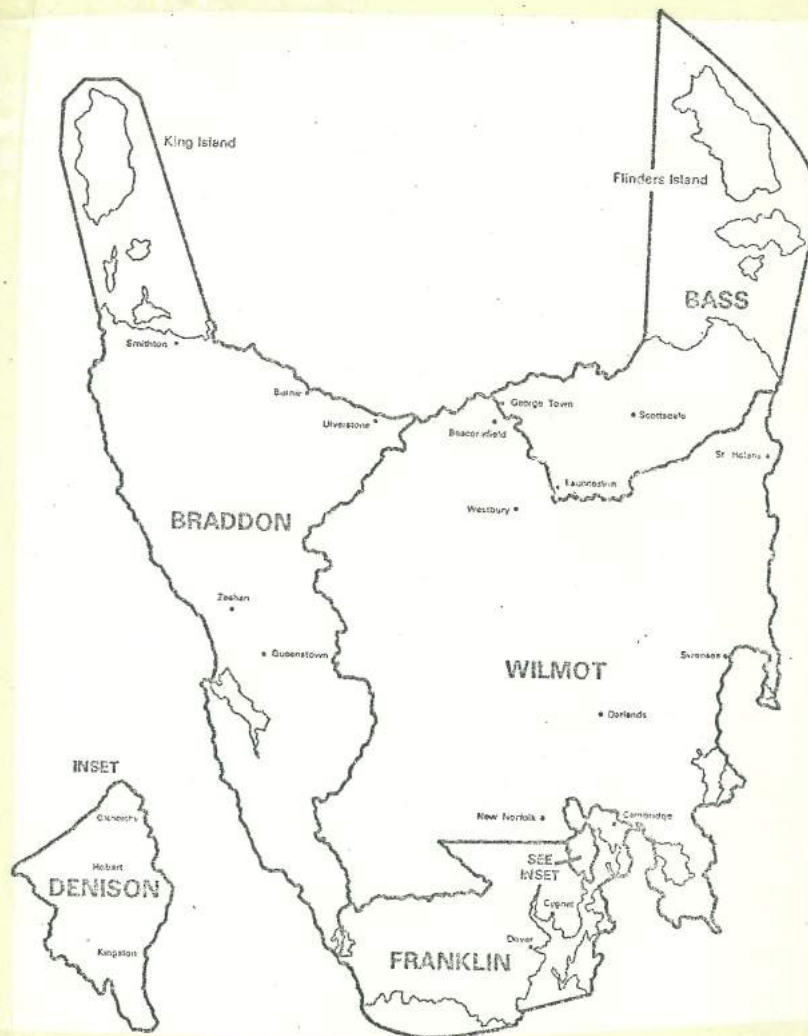 King Island
Flinders Island
BASS
Smithton
Burnie
Ulverstone
George Town
Beaconsfield
Scottsdale
St Helens
Launceston
Westbury
BRADDON
Zeehan
Queenstown
WILMOT
Swansea
Oatlands
INSET
New Norfolk
Cambridge
Glenorchy
SEE
INSET
Hobart
DENISON
Cygnet
Dover
Kingston
FRANKLIN